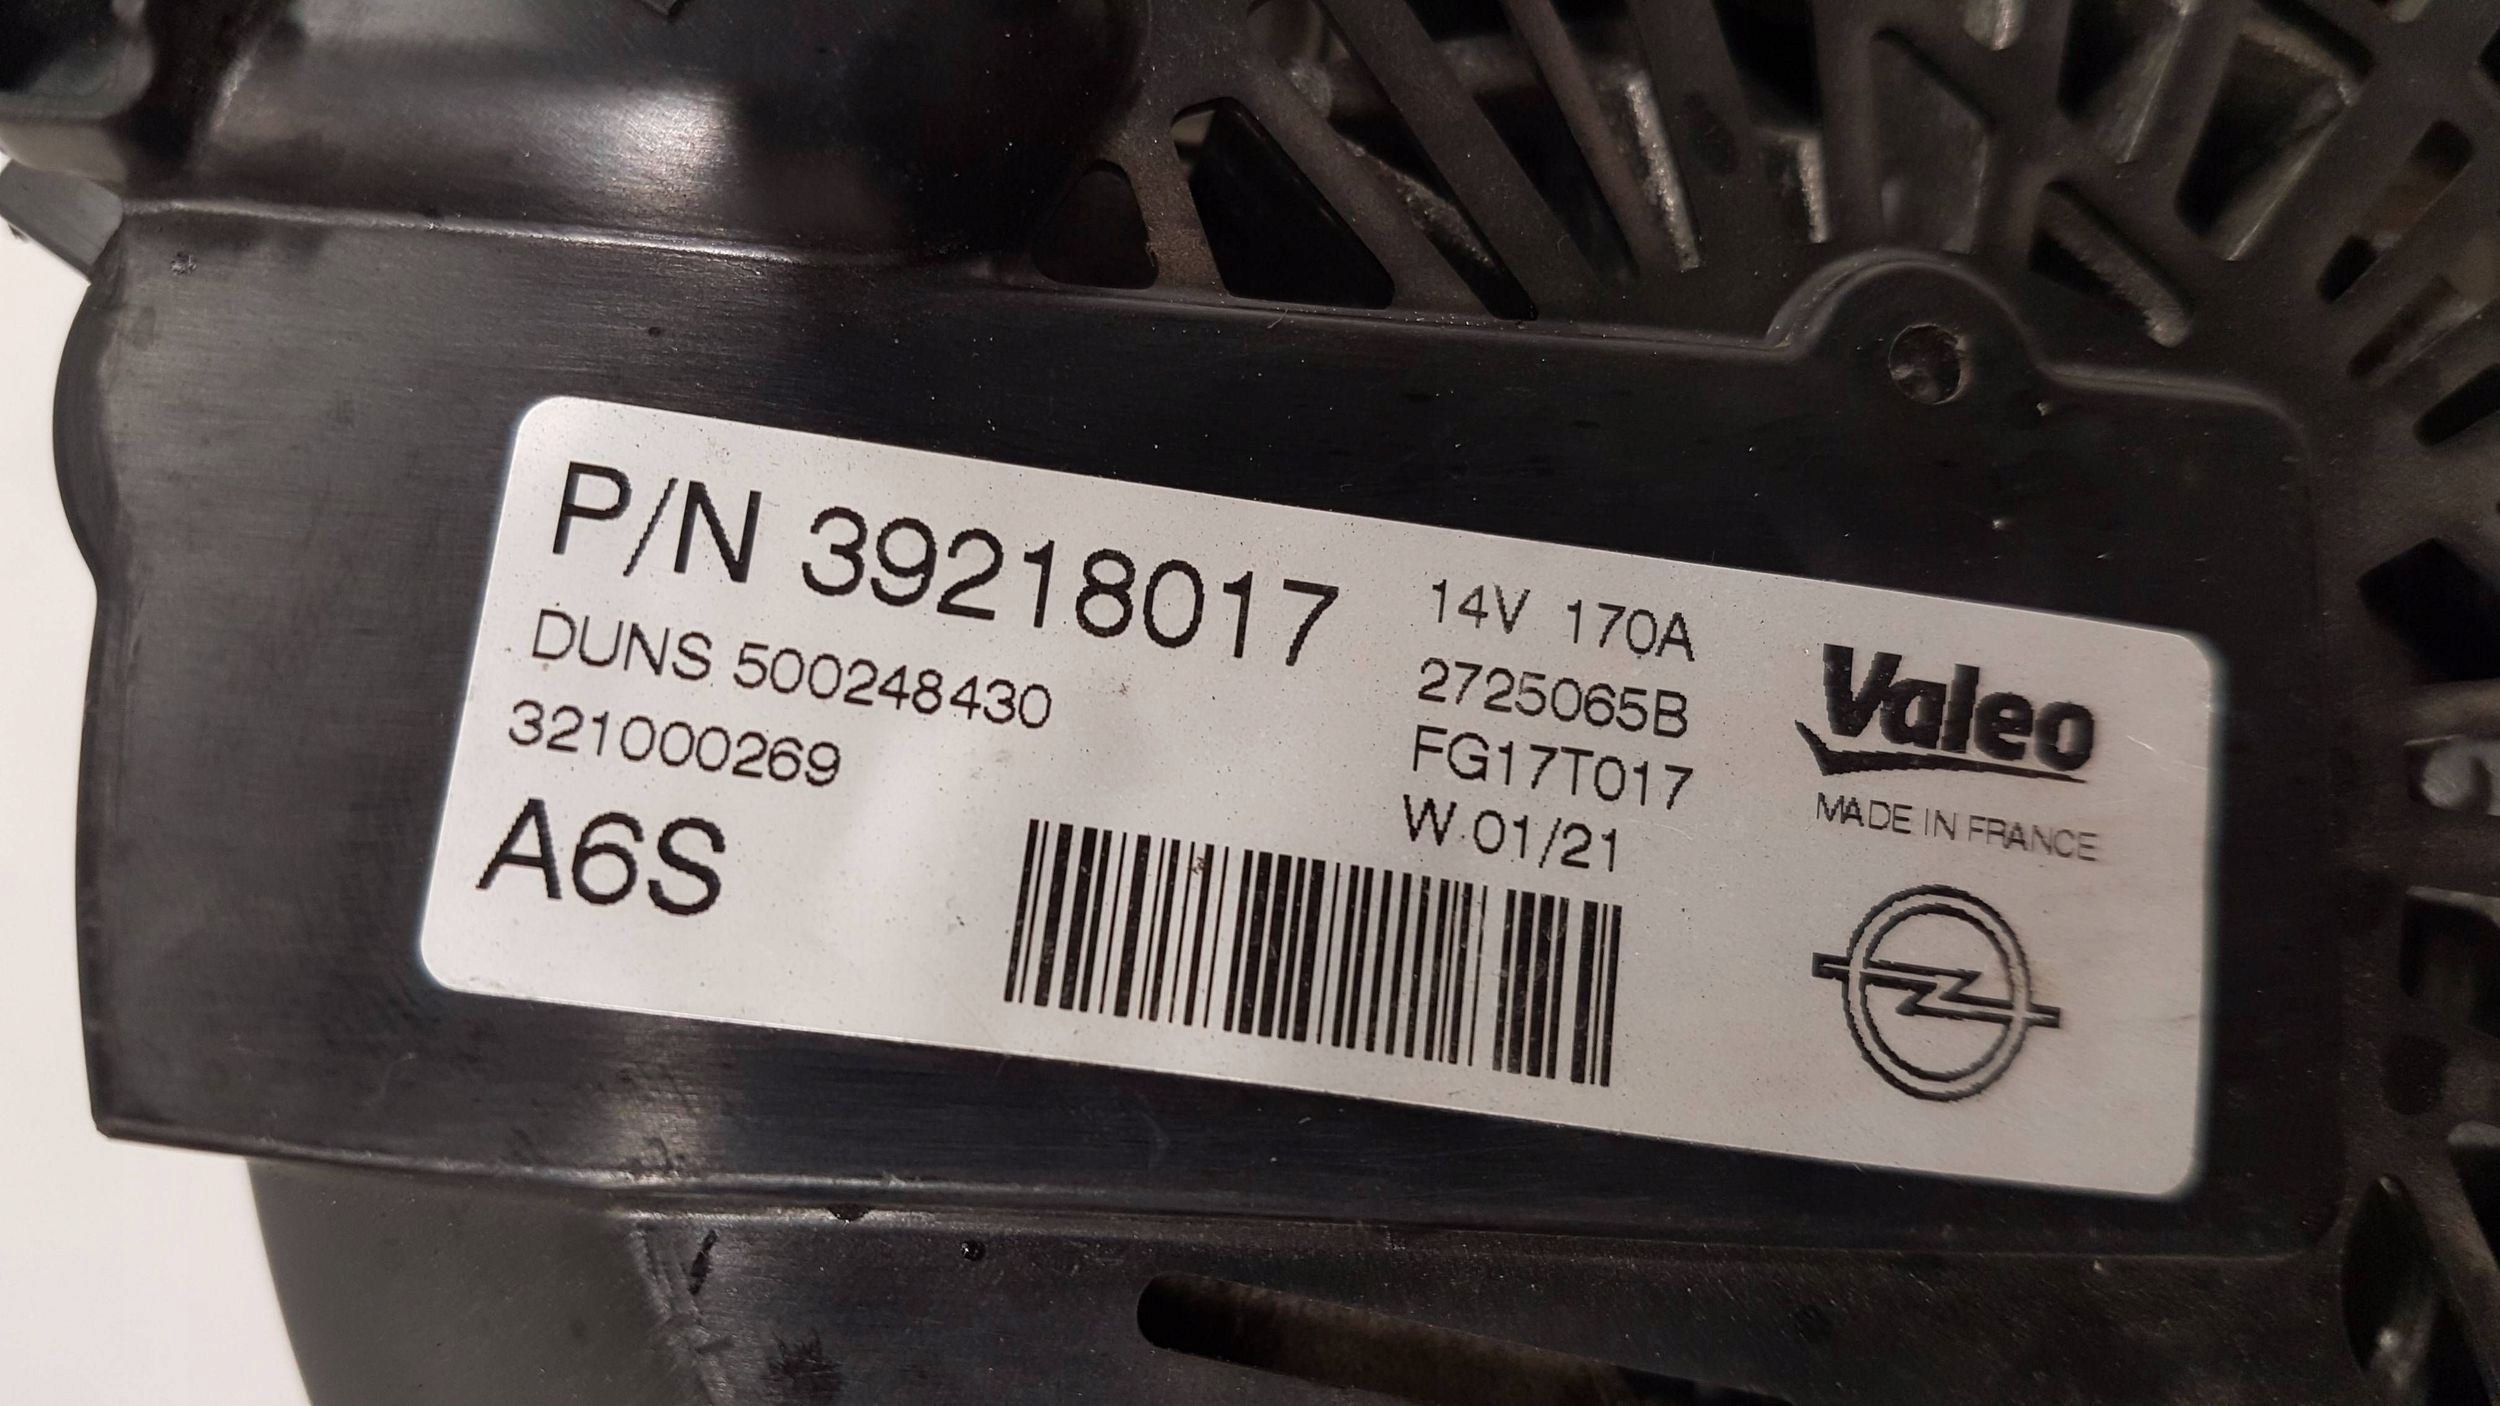 P/N 39218017
DUNS 500248430
321000269
A6S
14V 170A
2725065B
FG17T017
W 01/21
Valeo
MADE IN FRANCE